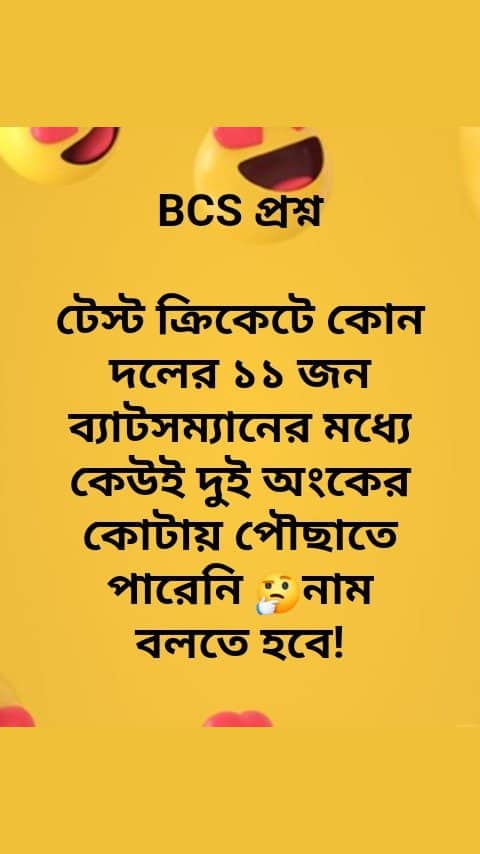 BCS প্রশ্ন
টেস্ট ক্রিকেটে কোন
দলের ১১ জন
ব্যাটসম্যানের মধ্যে
কেউই দুই অংকের
কোটায় পৌছাতে
পারেনি 🤔নাম
বলতে হবে!